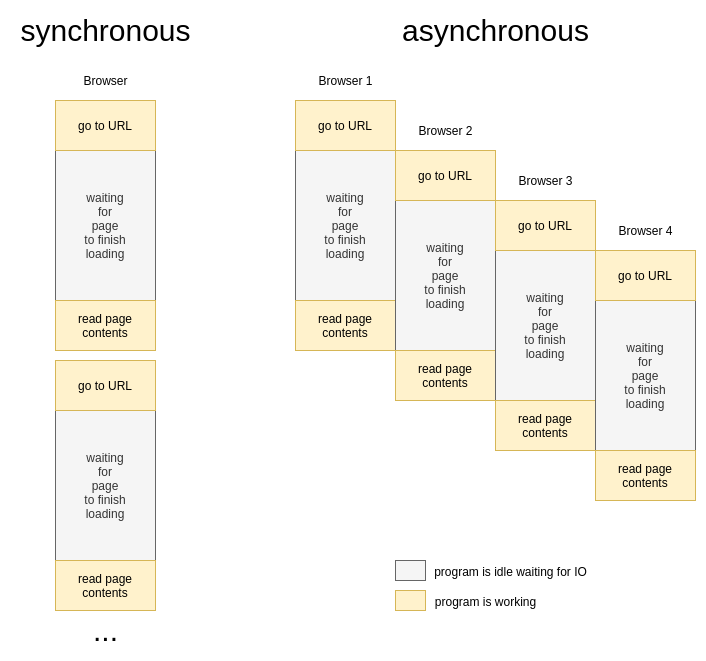 synchronous
asynchronous
Browser
go to URL
waiting
for
page
to finish
loading
read page
contents
go to URL
waiting
for
page
to finish
loading
read page
contents
...
Browser 1
go to URL
waiting
for
page
to finish
loading
read page
contents
Browser 2
go to URL
waiting
for
page
to finish
loading
read page
contents
Browser 3
go to URL
waiting
for
page
to finish
loading
read page
contents
Browser 4
go to URL
waiting
for
page
to finish
loading
read page
contents
program is idle waiting for IO
program is working